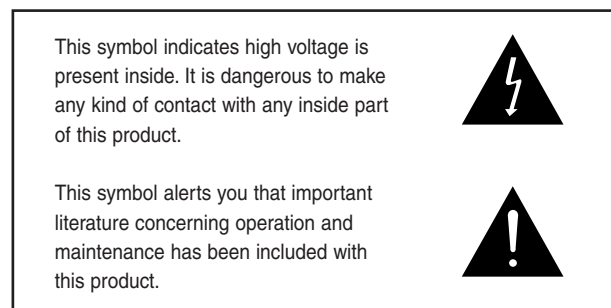 This symbol indicates high voltage is
present inside. It is dangerous to make
any kind of contact with any inside part
of this product.
This symbol alerts you that important
literature concerning operation and
maintenance has been included with
this product.